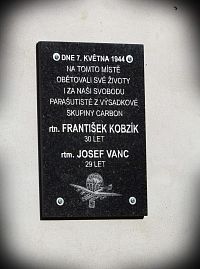 DNE 7. KVĚTNA 1944
NA TOMTO MÍSTĚ
OBĚTOVALI SVÉ ŽIVOTY
I ZA NAŠI SVOBODU
PARAŠUTISTÉ Z VÝSADKOVÉ
SKUPINY CARBON
rtn. FRANTIŠEK KOBZÍK
30 LET
rtm. JOSEF VANC
29 LET